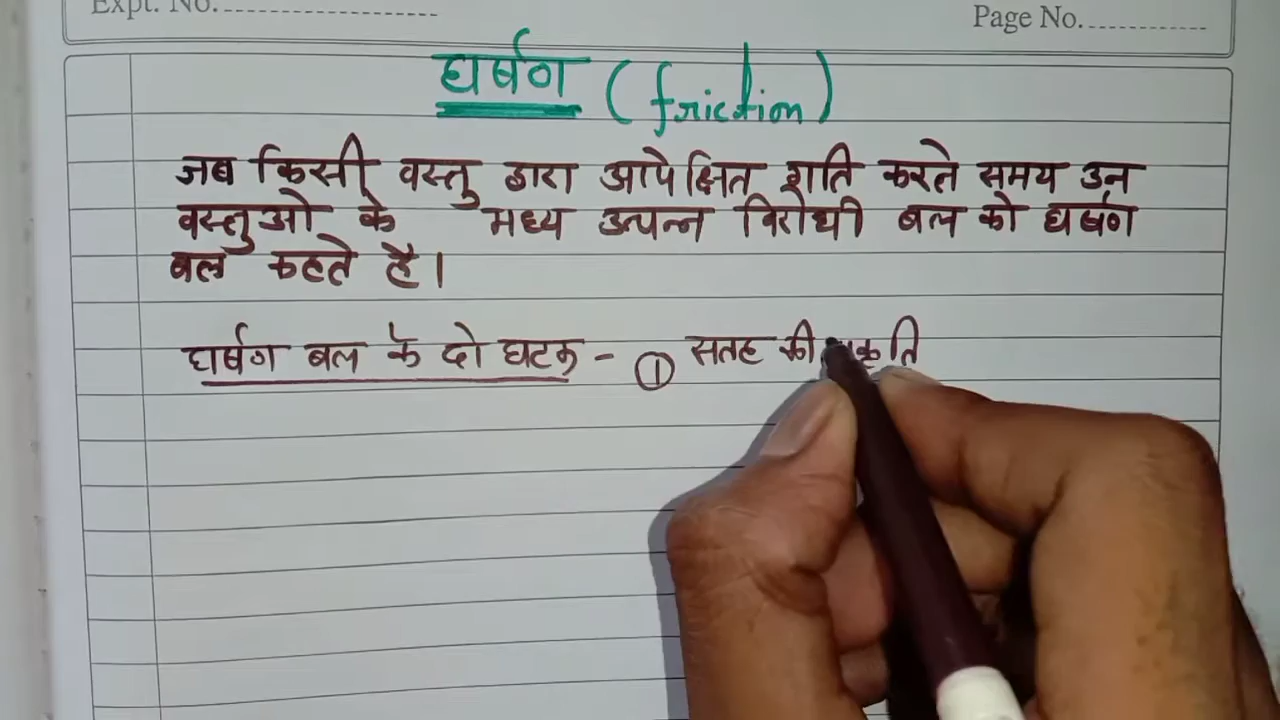 Expt. No.
Page No.
घर्षण (friction)
जब किसी वस्तु द्वारा आपेक्षित गति करते समय उन
वस्तुओ के मध्य उत्पन्न विरोधी बल को घर्षण
बल कहते है।
घर्षण बल के दो घटक - ① सतह की प्रकृति